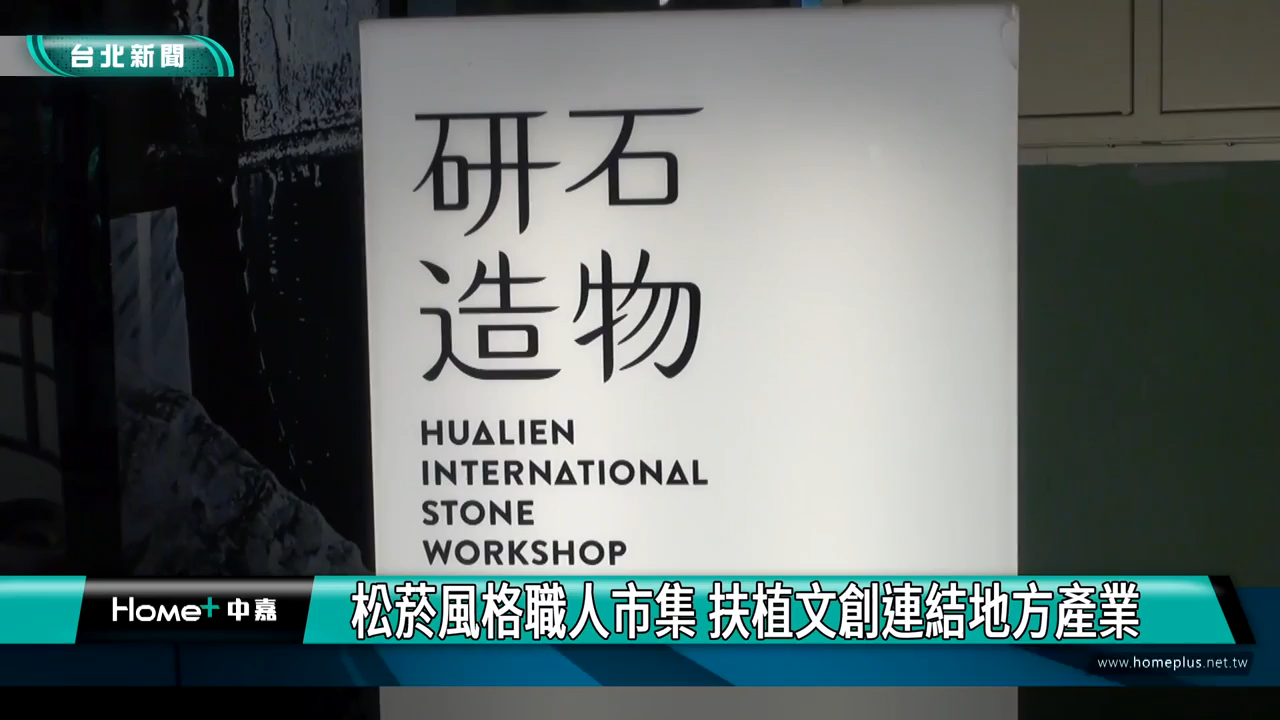 台北新聞
研石
造物
HUALIEN
INTERNATIONAL
STONE
WORKSHOP
Home+中嘉
松菸風格職人市集 扶植文創連結地方產業
www.homeplus.net.tw